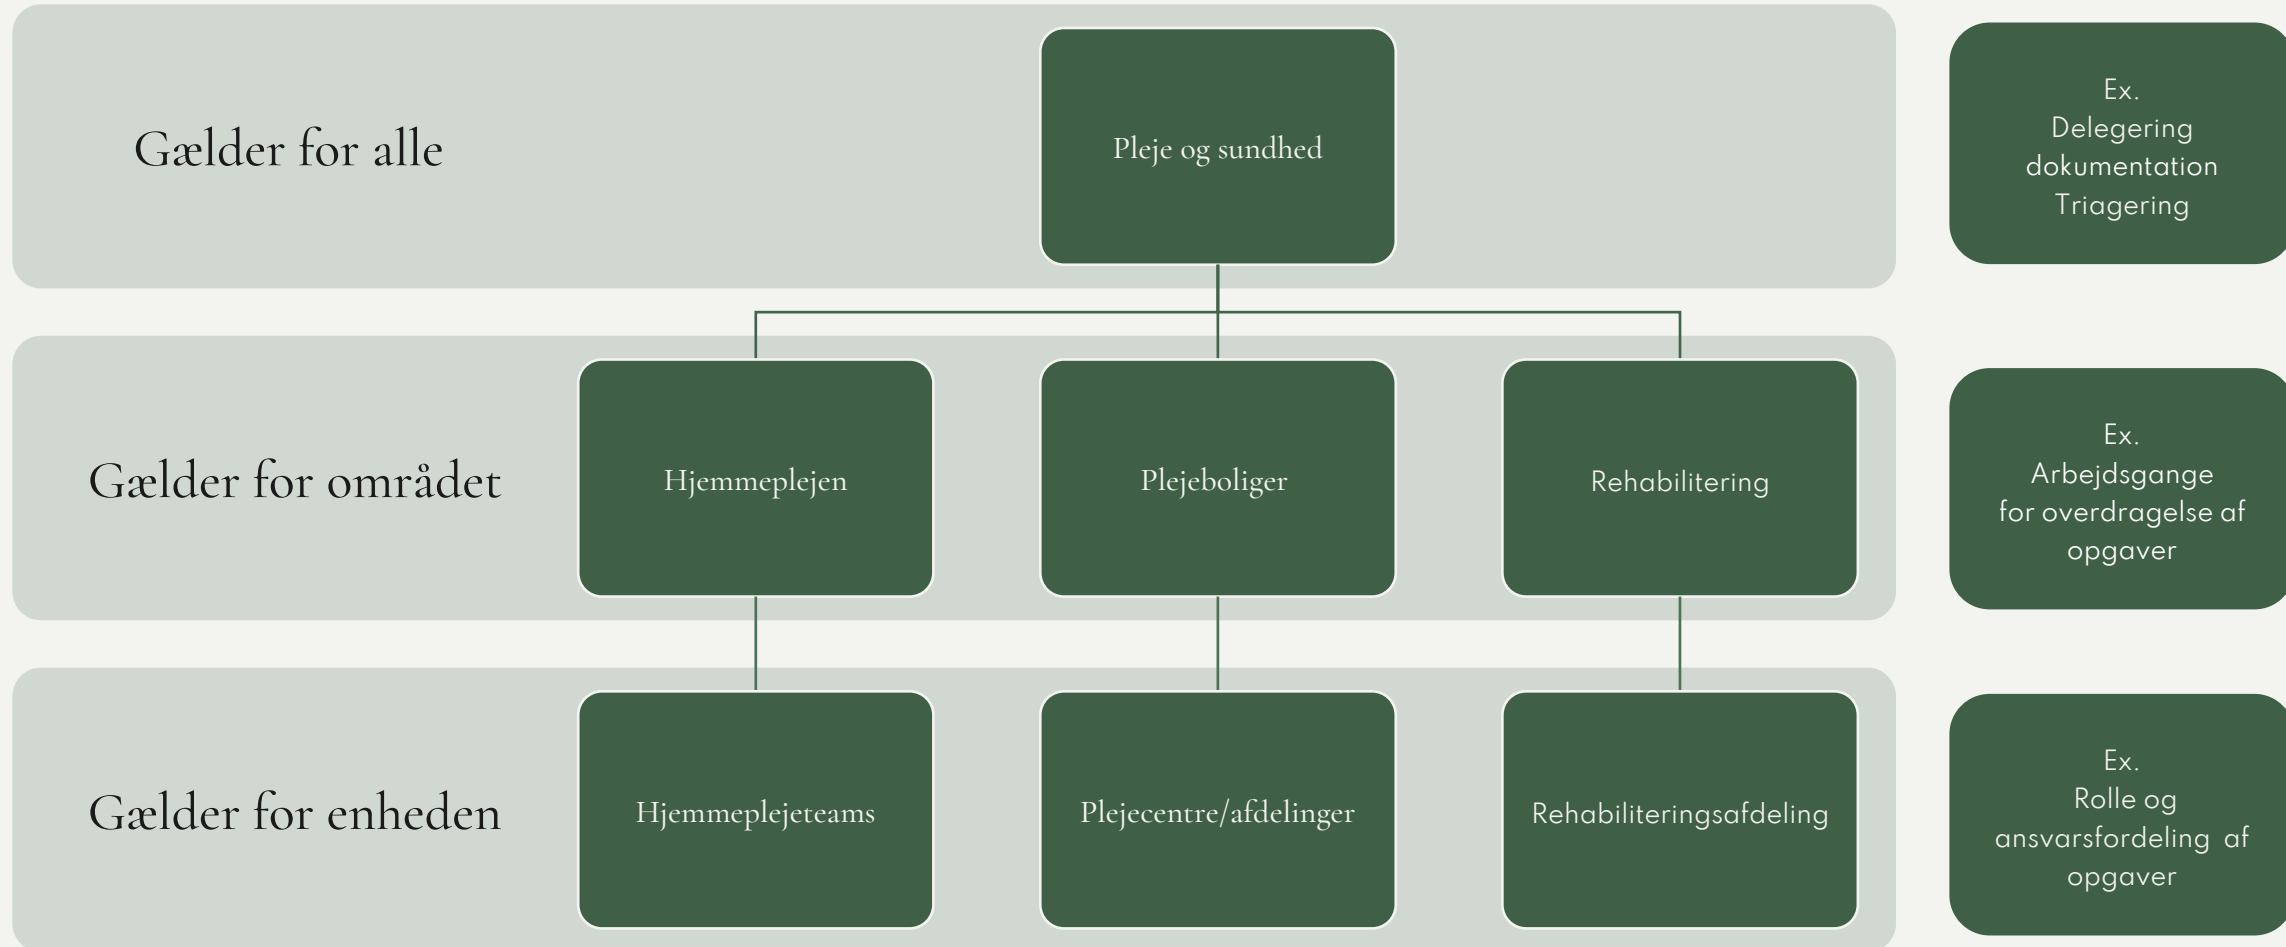 Gælder for alle
Pleje og sundhed
Ex.
Delegering
dokumentation
Triagering
Gælder for området
Hjemmeplejen
Plejeboliger
Rehabilitering
Ex.
Arbejdsgange
for overdragelse af
opgaver
Gælder for enheden
Hjemmeplejeteams
Plejecentre/afdelinger
Rehabiliteringsafdeling
Ex.
Rolle og
ansvarsfordeling  af
opgaver